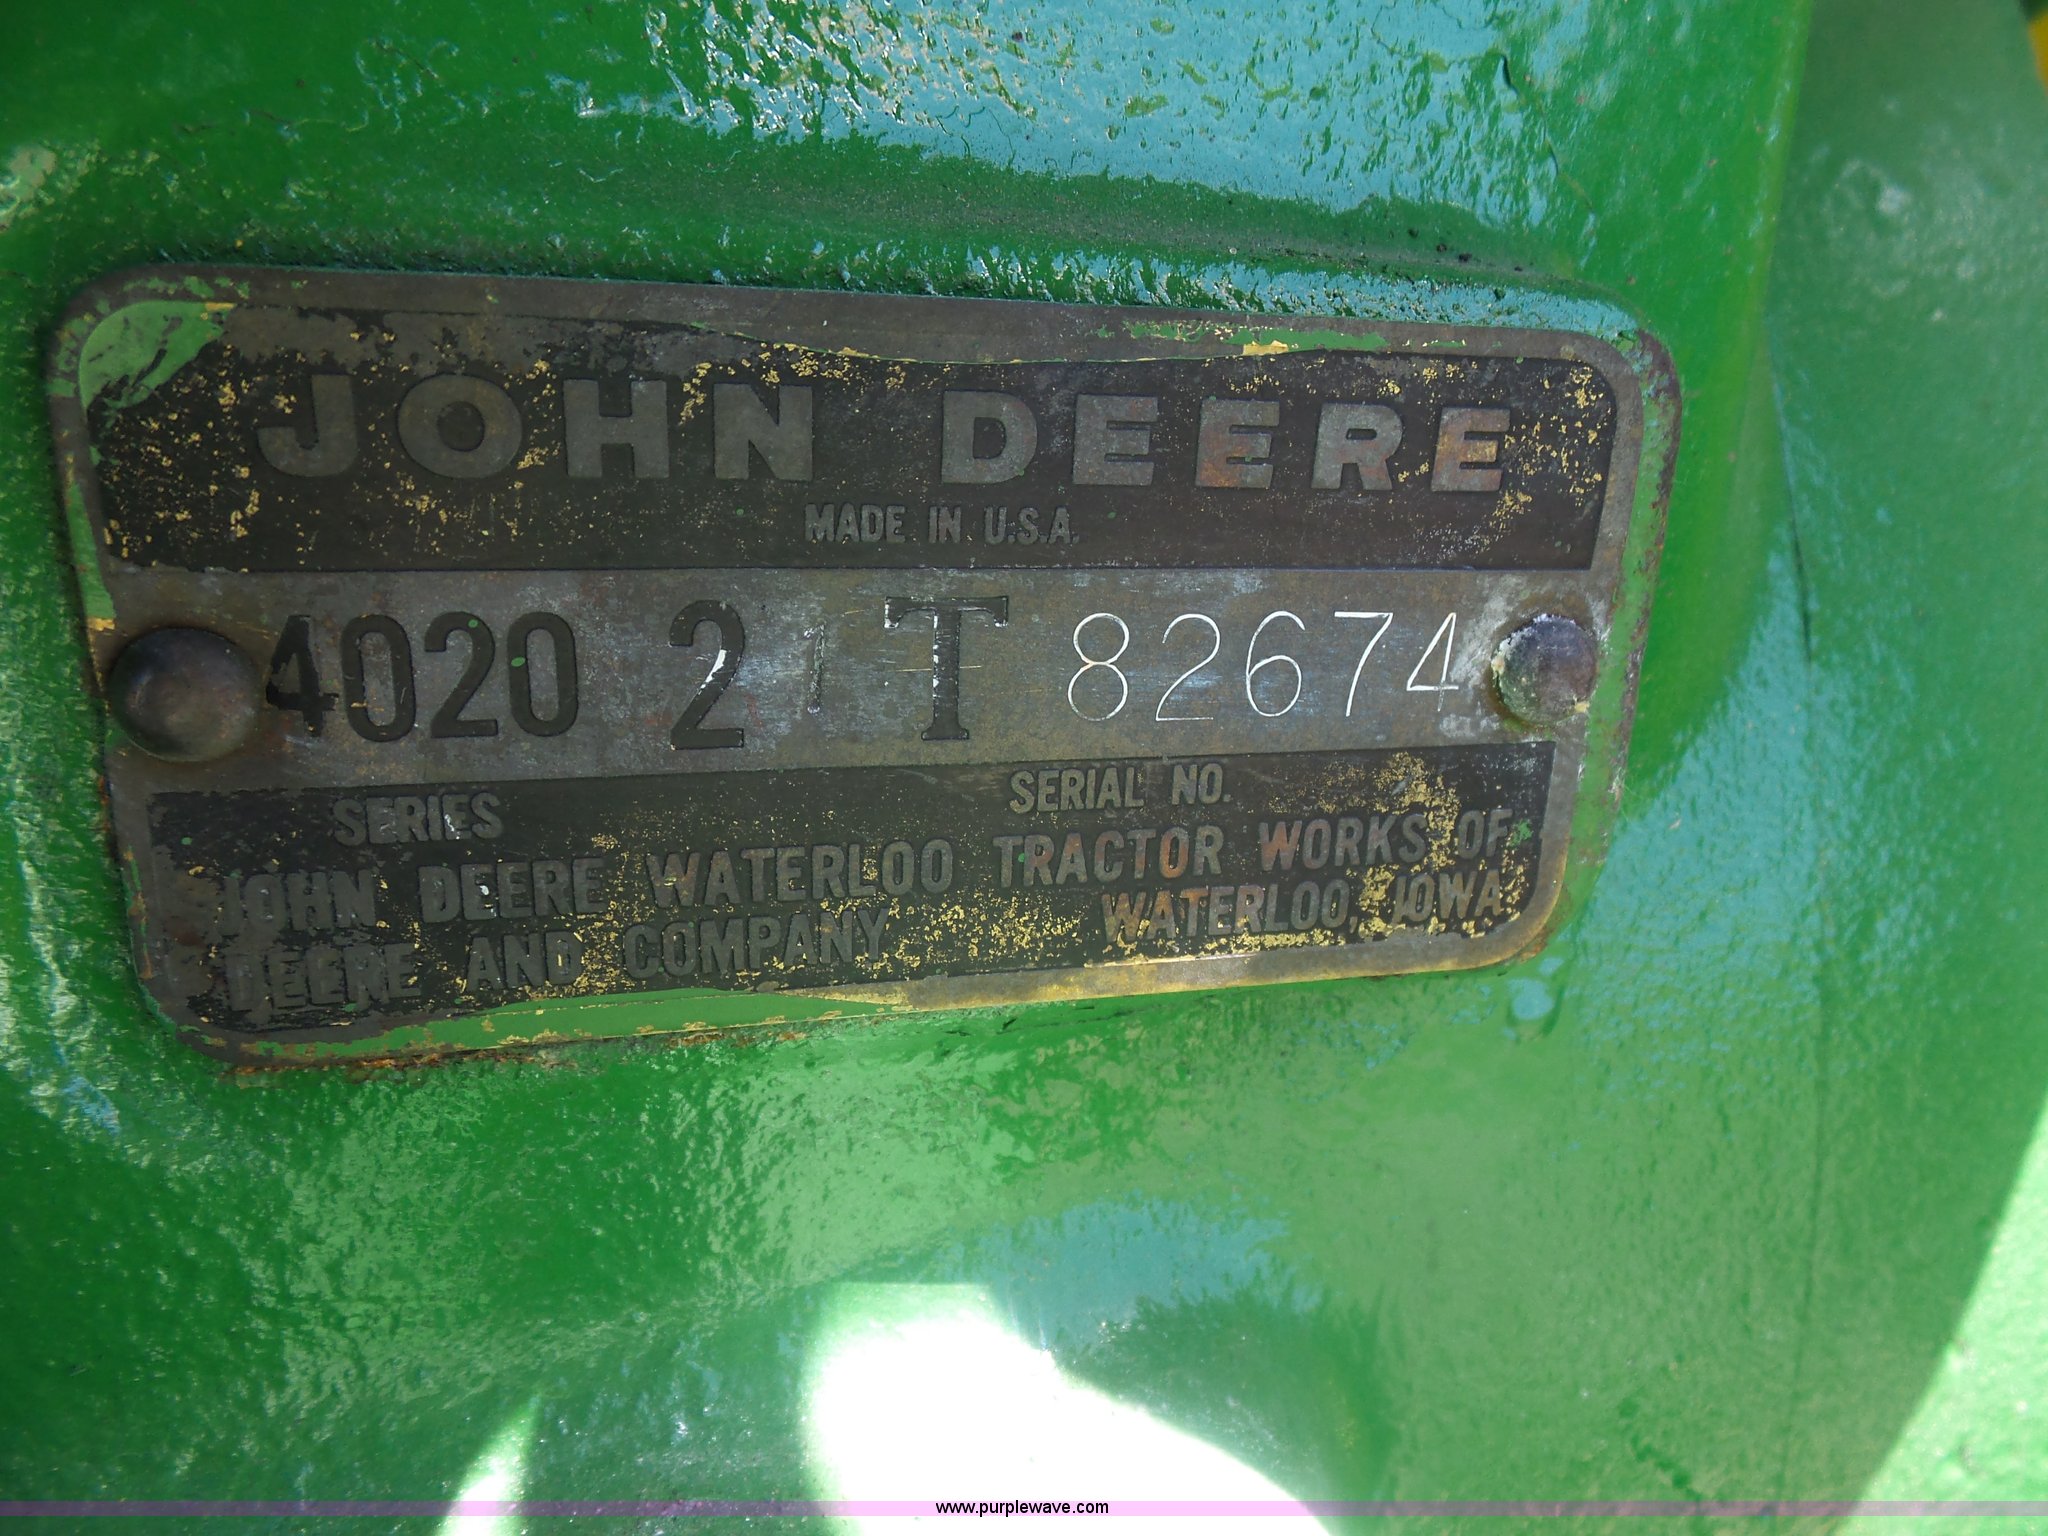 JOHN DEERE
MADE IN U.S.A.
4020 21 T 82674
SERIES SERIAL NO.
JOHN DEERE WATERLOO TRACTOR WORKS OF
DEERE AND COMPANY WATERLOO, IOWA
www.purplewave.com